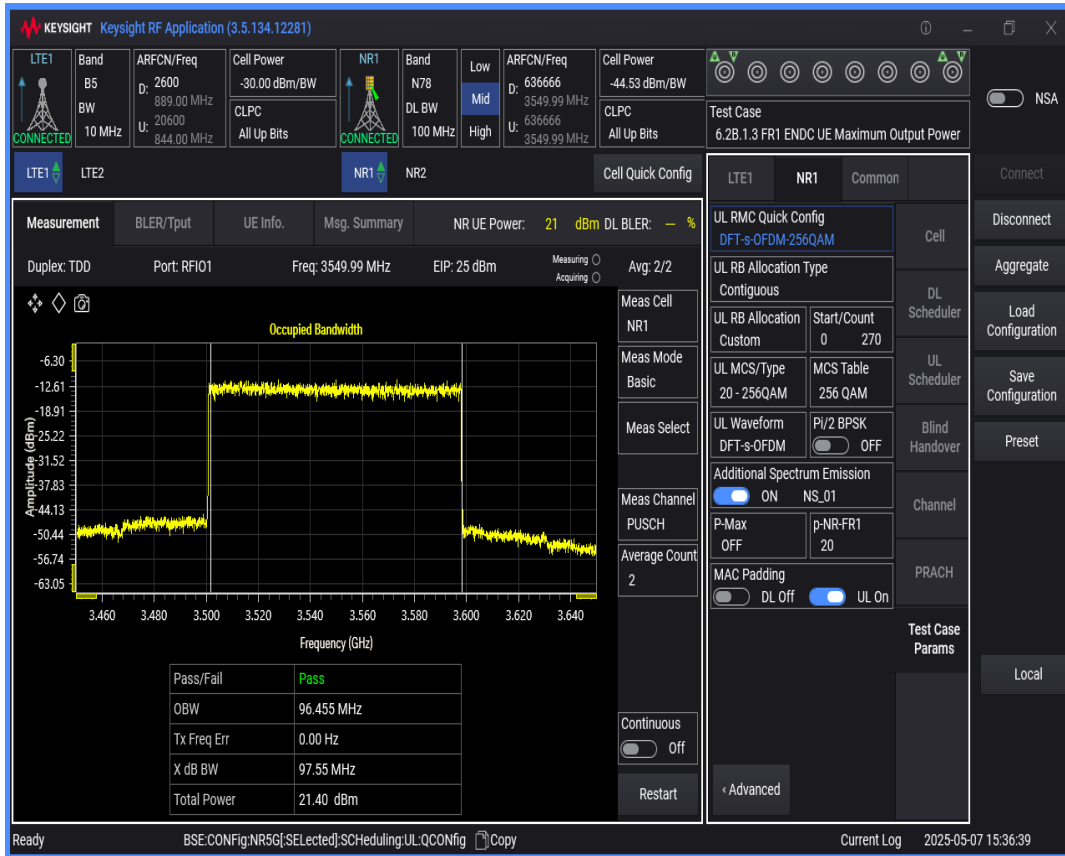 KEYSIGHT Keysight RF Application (3.5.134.12281)
LTE1
CONNECTED
Band
B5
BW
10 MHz
ARFCN/Freq
D: 2600
889.00 MHz
U: 20600
844.00 MHz
Cell Power
-30.00 dBm/BW
CLPC
All Up Bits
NR1
CONNECTED
Band
N78
DL BW
100 MHz
Low
Mid
High
ARFCN/Freq
D: 636666
3549.99 MHz
U: 636666
3549.99 MHz
Cell Power
-44.53 dBm/BW
CLPC
All Up Bits
Test Case
6.2B.1.3 FR1 ENDC UE Maximum Output Power
NSA
LTE1 LTE2 NR1 NR2 Cell Quick Config
Measurement BLER/Tput UE Info. Msg. Summary NR UE Power: 21 dBm DL BLER: — %
Duplex: TDD Port: RFIO1 Freq: 3549.99 MHz EIP: 25 dBm Measuring Avg: 2/2
Acquiring
Occupied Bandwidth
Amplitude (dBm)
-6.30
-12.61
-18.91
-25.22
-31.52
-37.83
-44.13
-50.44
-56.74
-63.05
3.460 3.480 3.500 3.520 3.540 3.560 3.580 3.600 3.620 3.640
Frequency (GHz)
Pass/Fail Pass
OBW 96.455 MHz
Tx Freq Err 0.00 Hz
X dB BW 97.55 MHz
Total Power 21.40 dBm
Meas Cell
NR1
Meas Mode
Basic
Meas Select
Meas Channel
PUSCH
Average Count
2
Continuous
Off
Restart
LTE1 NR1 Common
UL RMC Quick Config
DFT-s-OFDM-256QAM
UL RB Allocation Type
Contiguous
UL RB Allocation
Custom
Start/Count
0 270
UL MCS/Type
20 - 256QAM
MCS Table
256 QAM
UL Waveform
DFT-s-OFDM
Pi/2 BPSK
OFF
Additional Spectrum Emission
ON NS_01
P-Max
OFF
p-NR-FR1
20
MAC Padding
DL Off UL On
‹ Advanced
Cell
DL
Scheduler
UL
Scheduler
Blind
Handover
Channel
PRACH
Test Case
Params
Connect
Disconnect
Aggregate
Load
Configuration
Save
Configuration
Preset
Local
Ready BSE:CONFig:NR5G[:SELected]:SCHeduling:UL:QCONfig Copy Current Log 2025-05-07 15:36:39